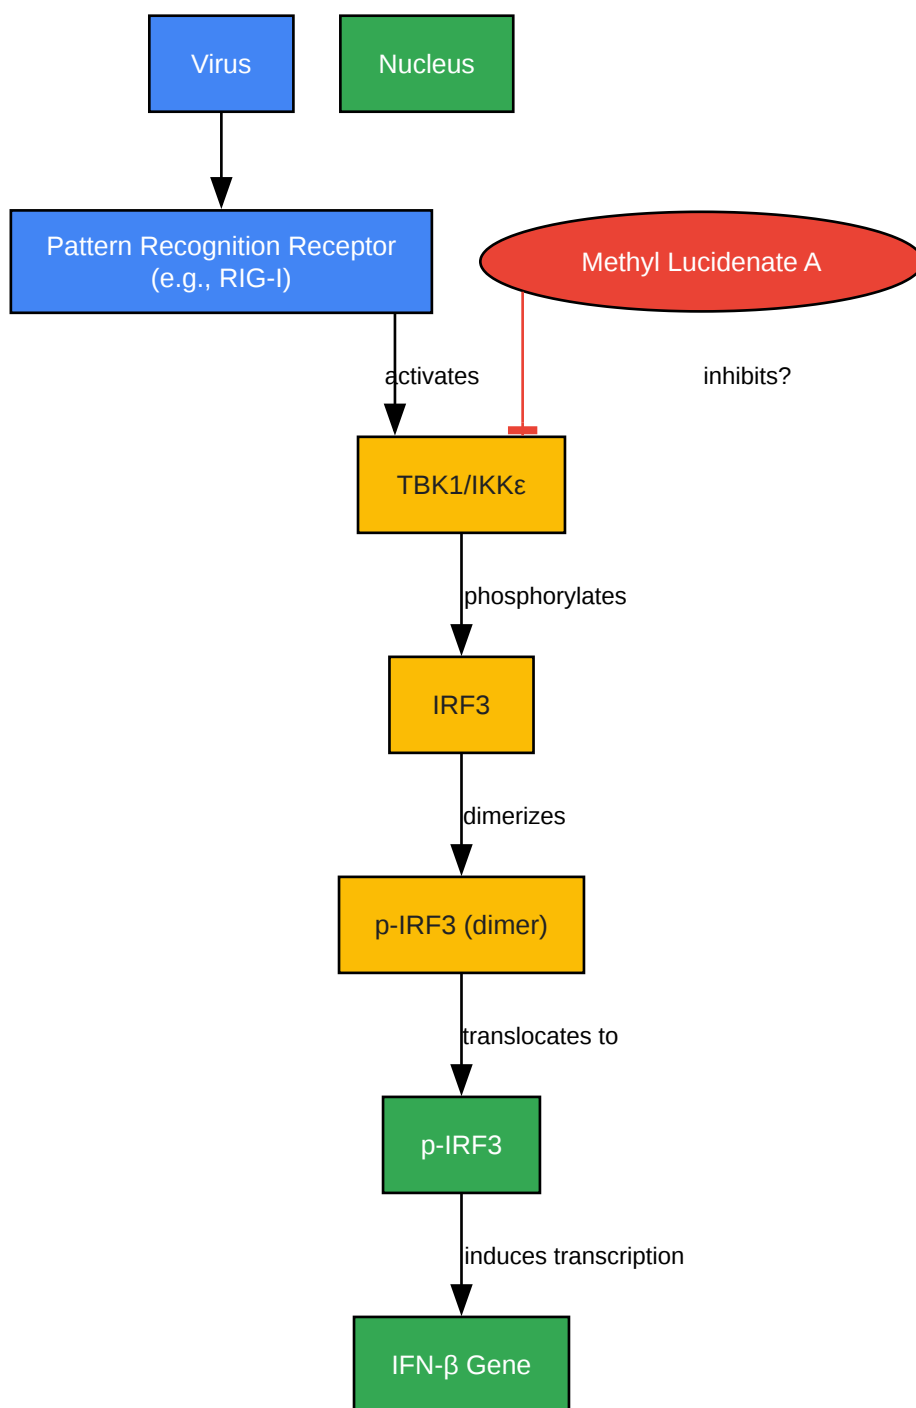 Virus
Nucleus
Pattern Recognition Receptor
(e.g., RIG-I)
Methyl Lucidenate A
activates
inhibits?
TBK1/IKKε
phosphorylates
IRF3
dimerizes
p-IRF3 (dimer)
translocates to
p-IRF3
induces transcription
IFN-β Gene